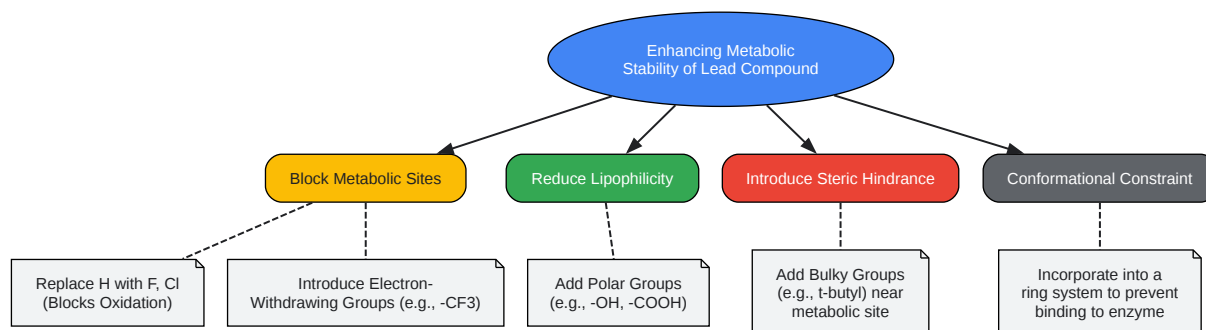 Enhancing Metabolic
Stability of Lead Compound
Block Metabolic Sites
Reduce Lipophilicity
Introduce Steric Hindrance
Conformational Constraint
Replace H with F, Cl
(Blocks Oxidation)
Introduce Electron-
Withdrawing Groups (e.g., -CF3)
Add Polar Groups
(e.g., -OH, -COOH)
Add Bulky Groups
(e.g., t-butyl) near
metabolic site
Incorporate into a
ring system to prevent
binding to enzyme